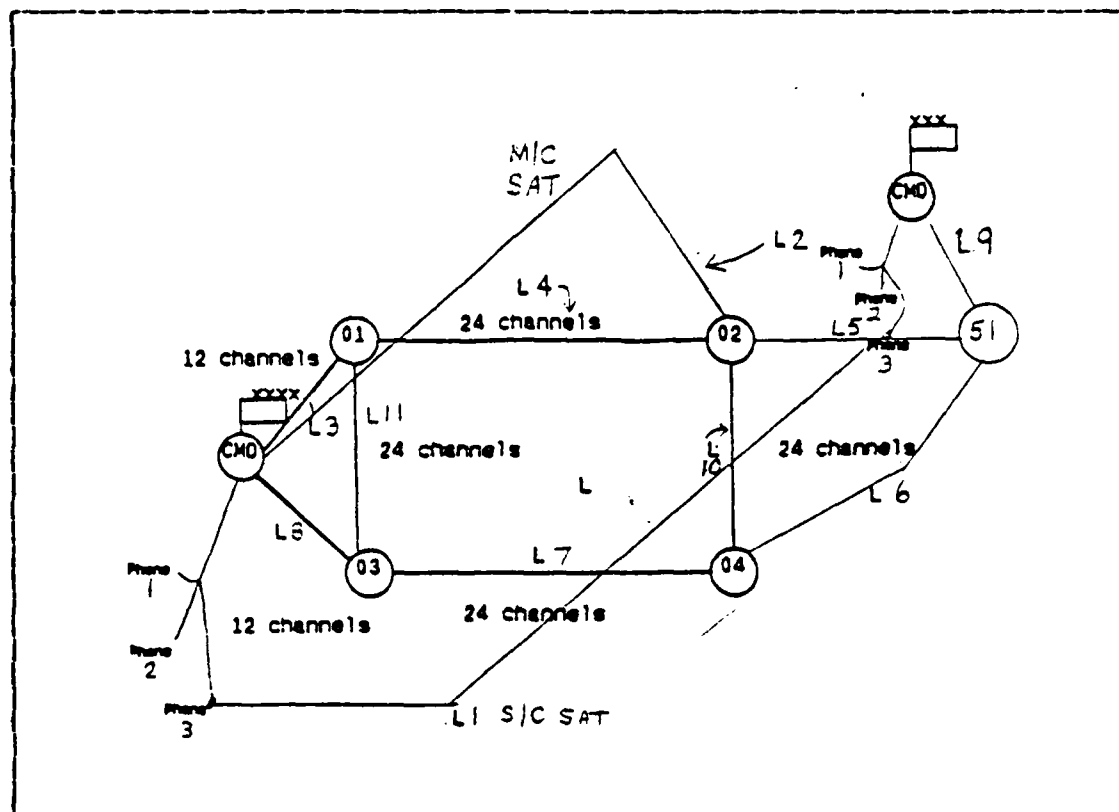 xxx
M/C
SAT
CMD
L2
L9
Phone
1
Phone
2
L4
24 channels
01
02
L5
Phone
3
51
12 channels
xxxx
L3
L11
CMD
24 channels
L
10
24 channels
L
L6
L8
L7
03
04
Phone
1
12 channels
24 channels
Phone
2
Phone
3
L1 S/C SAT